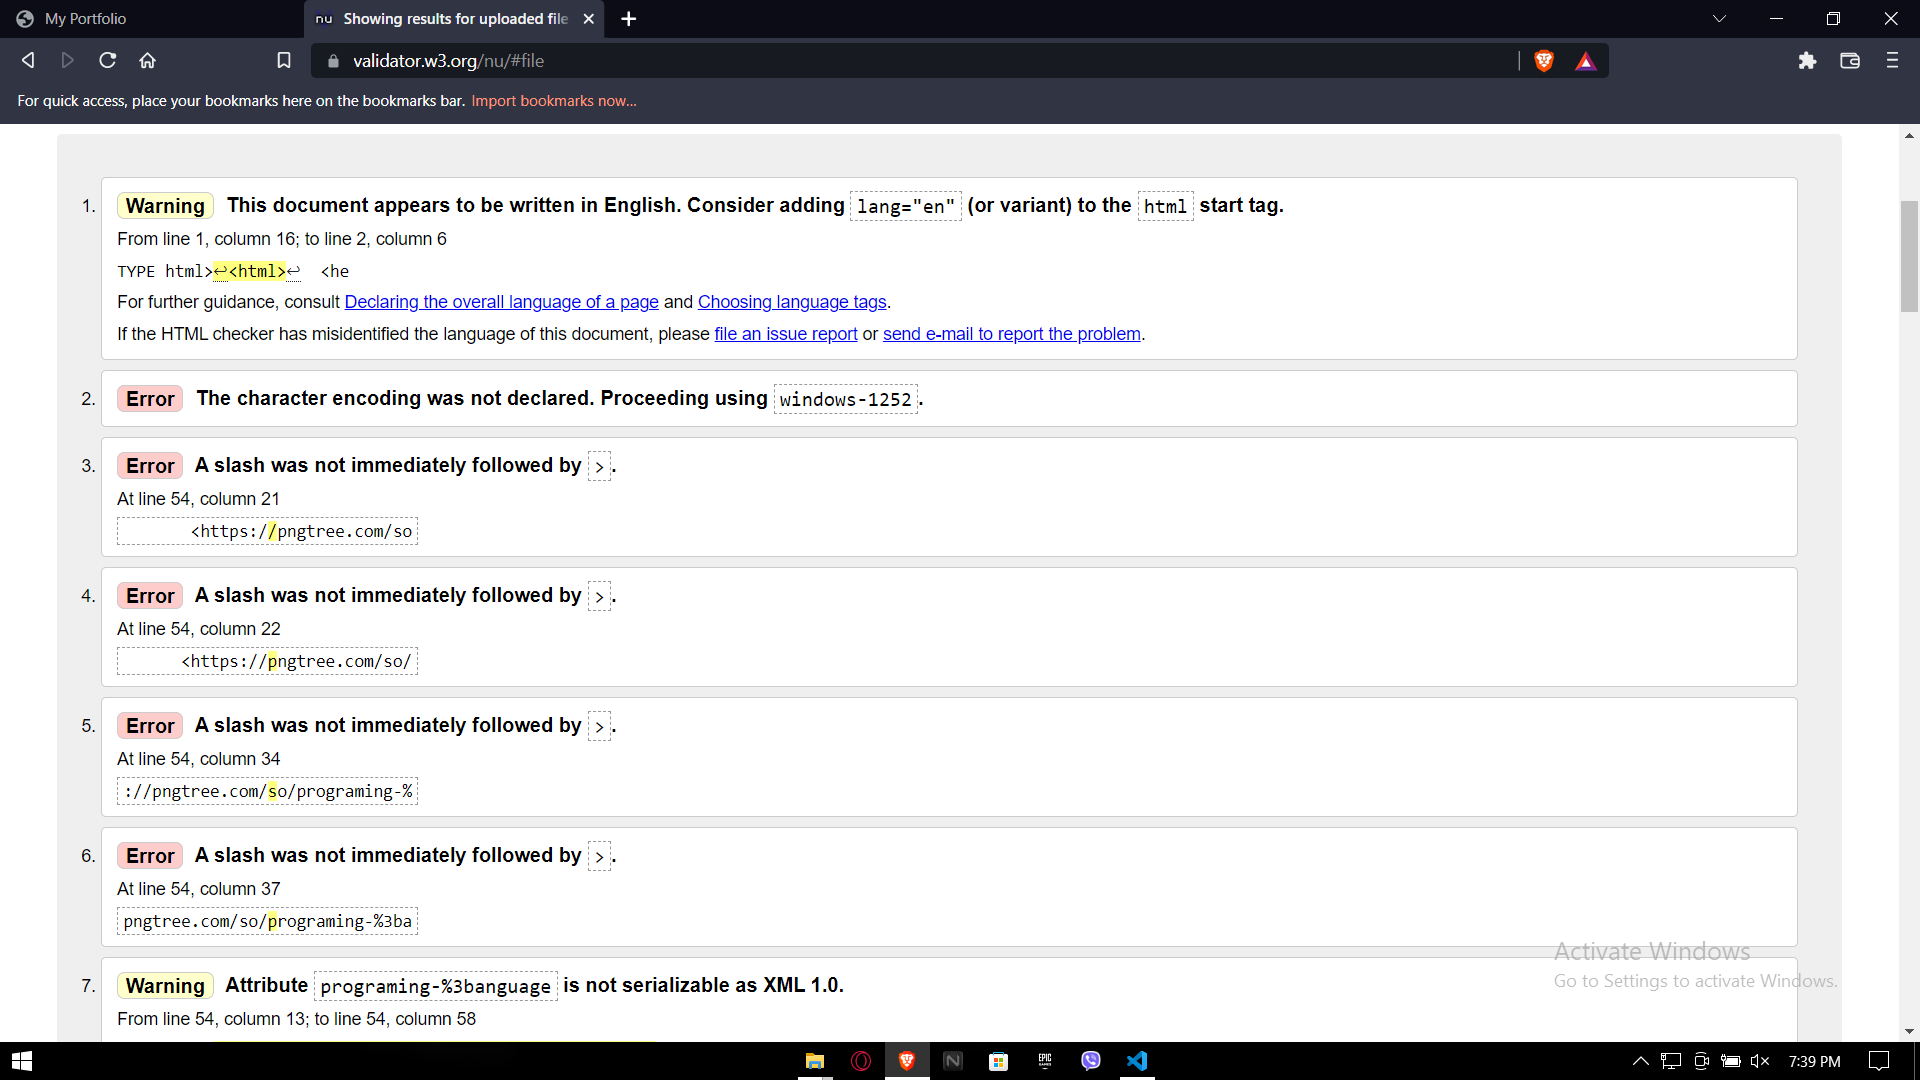 My Portfolio
nu Showing results for uploaded file
validator.w3.org/nu/#file
For quick access, place your bookmarks here on the bookmarks bar. Import bookmarks now...
1. Warning This document appears to be written in English. Consider adding lang="en" (or variant) to the html start tag.
From line 1, column 16; to line 2, column 6
TYPE html>↩<html>↩  <he
For further guidance, consult Declaring the overall language of a page and Choosing language tags.
If the HTML checker has misidentified the language of this document, please file an issue report or send e-mail to report the problem.
2. Error The character encoding was not declared. Proceeding using windows-1252.
3. Error A slash was not immediately followed by >.
At line 54, column 21
<https://pngtree.com/so
4. Error A slash was not immediately followed by >.
At line 54, column 22
<https://pngtree.com/so/
5. Error A slash was not immediately followed by >.
At line 54, column 34
://pngtree.com/so/programing-%
6. Error A slash was not immediately followed by >.
At line 54, column 37
pngtree.com/so/programing-%3ba
7. Warning Attribute programing-%3banguage is not serializable as XML 1.0.
From line 54, column 13; to line 54, column 58
Activate Windows
Go to Settings to activate Windows.
EPIC
GAMES
7:39 PM